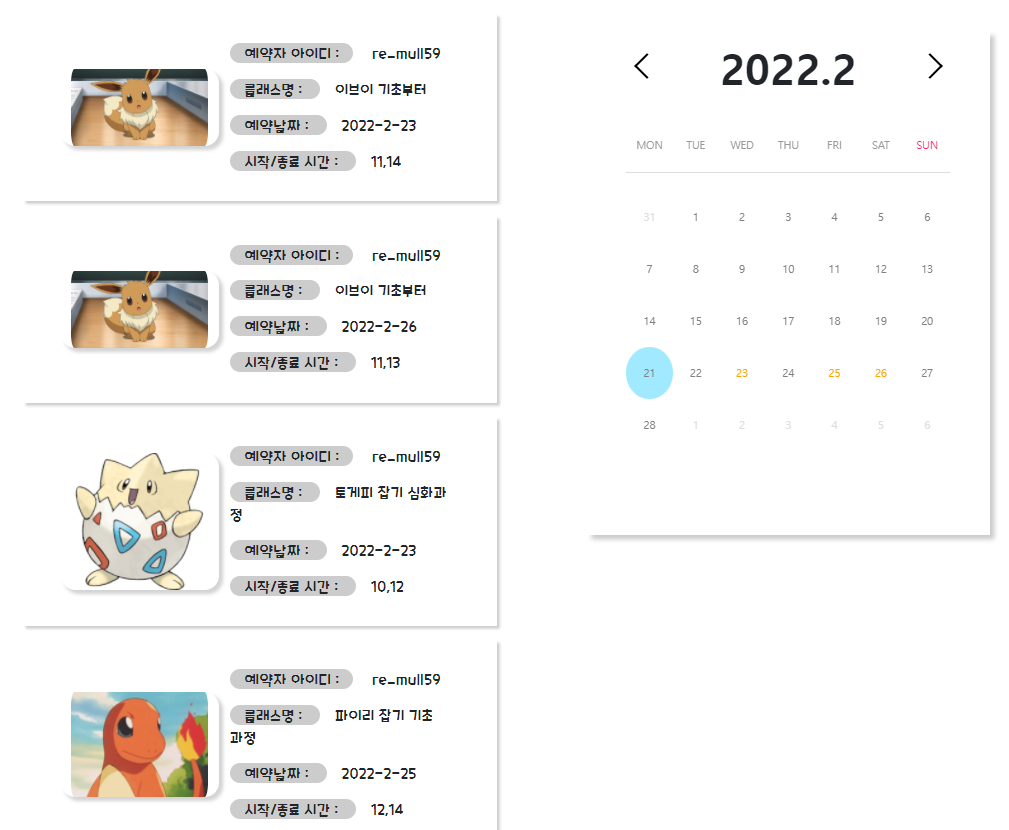 예약자 아이디 : re_mull59
클래스명 : 이브이 기초부터
예약날짜 : 2022-2-23
시작/종료 시간 : 11,14
예약자 아이디 : re_mull59
클래스명 : 이브이 기초부터
예약날짜 : 2022-2-26
시작/종료 시간 : 11,13
예약자 아이디 : re_mull59
클래스명 : 토게피 잡기 심화과
정
예약날짜 : 2022-2-23
시작/종료 시간 : 10,12
예약자 아이디 : re_mull59
클래스명 : 파이리 잡기 기초
과정
예약날짜 : 2022-2-25
시작/종료 시간 : 12,14
2022.2
MON TUE WED THU FRI SAT SUN
31 1 2 3 4 5 6
7 8 9 10 11 12 13
14 15 16 17 18 19 20
21 22 23 24 25 26 27
28 1 2 3 4 5 6